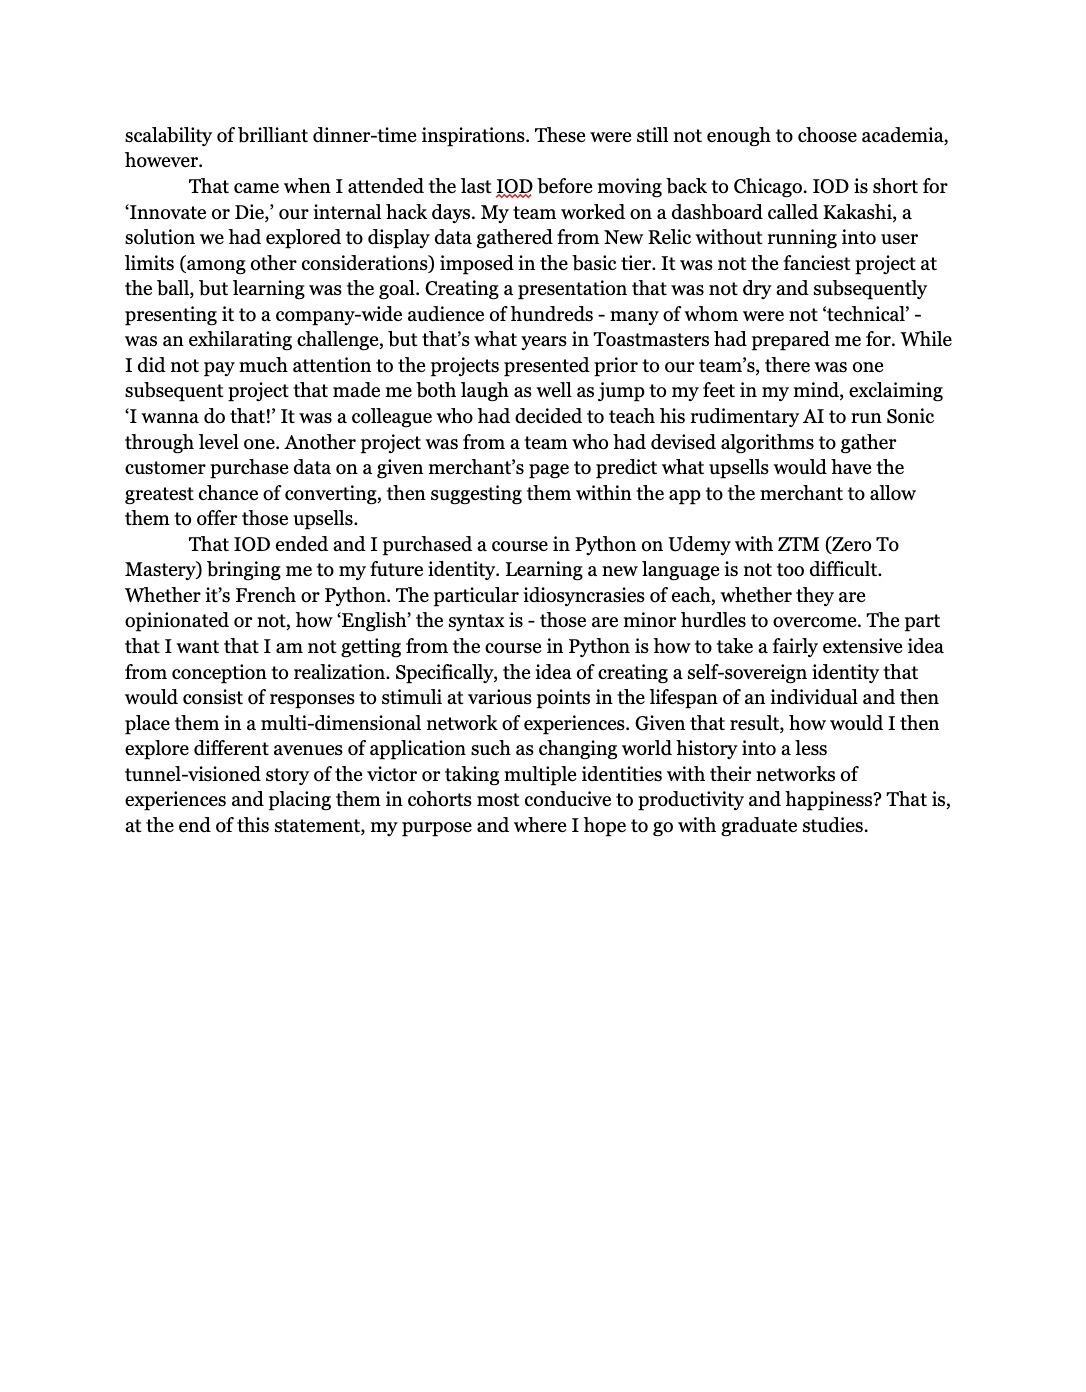 scalability of brilliant dinner-time inspirations. These were still not enough to choose academia,
however.
That came when I attended the last IOD before moving back to Chicago. IOD is short for
‘Innovate or Die,’ our internal hack days. My team worked on a dashboard called Kakashi, a
solution we had explored to display data gathered from New Relic without running into user
limits (among other considerations) imposed in the basic tier. It was not the fanciest project at
the ball, but learning was the goal. Creating a presentation that was not dry and subsequently
presenting it to a company-wide audience of hundreds - many of whom were not ‘technical’ -
was an exhilarating challenge, but that’s what years in Toastmasters had prepared me for. While
I did not pay much attention to the projects presented prior to our team’s, there was one
subsequent project that made me both laugh as well as jump to my feet in my mind, exclaiming
‘I wanna do that!’ It was a colleague who had decided to teach his rudimentary AI to run Sonic
through level one. Another project was from a team who had devised algorithms to gather
customer purchase data on a given merchant’s page to predict what upsells would have the
greatest chance of converting, then suggesting them within the app to the merchant to allow
them to offer those upsells.
That IOD ended and I purchased a course in Python on Udemy with ZTM (Zero To
Mastery) bringing me to my future identity. Learning a new language is not too difficult.
Whether it’s French or Python. The particular idiosyncrasies of each, whether they are
opinionated or not, how ‘English’ the syntax is - those are minor hurdles to overcome. The part
that I want that I am not getting from the course in Python is how to take a fairly extensive idea
from conception to realization. Specifically, the idea of creating a self-sovereign identity that
would consist of responses to stimuli at various points in the lifespan of an individual and then
place them in a multi-dimensional network of experiences. Given that result, how would I then
explore different avenues of application such as changing world history into a less
tunnel-visioned story of the victor or taking multiple identities with their networks of
experiences and placing them in cohorts most conducive to productivity and happiness? That is,
at the end of this statement, my purpose and where I hope to go with graduate studies.